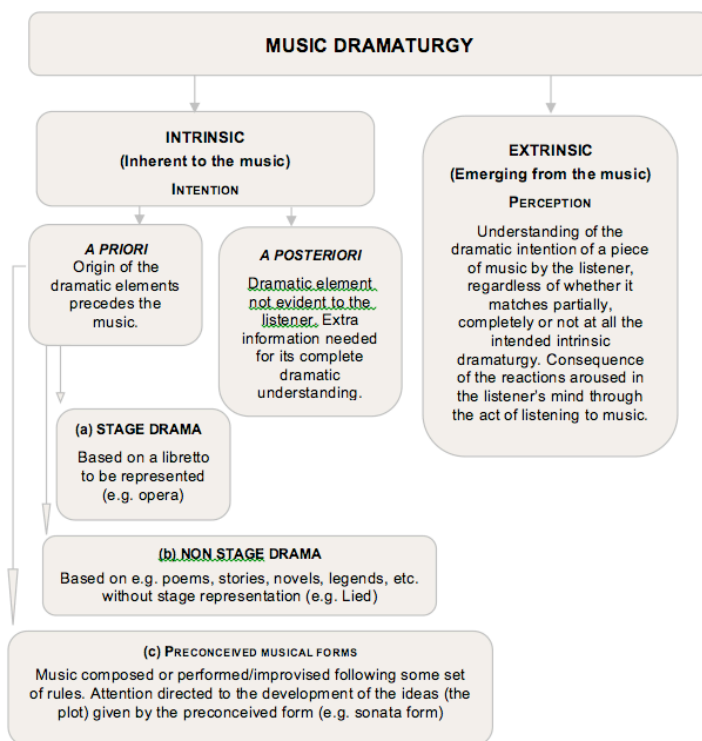 MUSIC DRAMATURGY
INTRINSIC
(Inherent to the music)
INTENTION
EXTRINSIC
(Emerging from the music)
PERCEPTION
Understanding of the
dramatic intention of a piece
of music by the listener,
regardless of whether it
matches partially,
completely or not at all the
intended intrinsic
dramaturgy. Consequence
of the reactions aroused in
the listener's mind through
the act of listening to music.
A PRIORI
Origin of the
dramatic elements
precedes the
music.
A POSTERIORI
Dramatic element
not evident to the
listener. Extra
information needed
for its complete
dramatic
understanding.
(a) STAGE DRAMA
Based on a libretto
to be represented
(e.g. opera)
(b) NON STAGE DRAMA
Based on e.g. poems, stories, novels, legends, etc.
without stage representation (e.g. Lied)
(c) PRECONCEIVED MUSICAL FORMS
Music composed or performed/improvised following some set
of rules. Attention directed to the development of the ideas (the
plot) given by the preconceived form (e.g. sonata form)